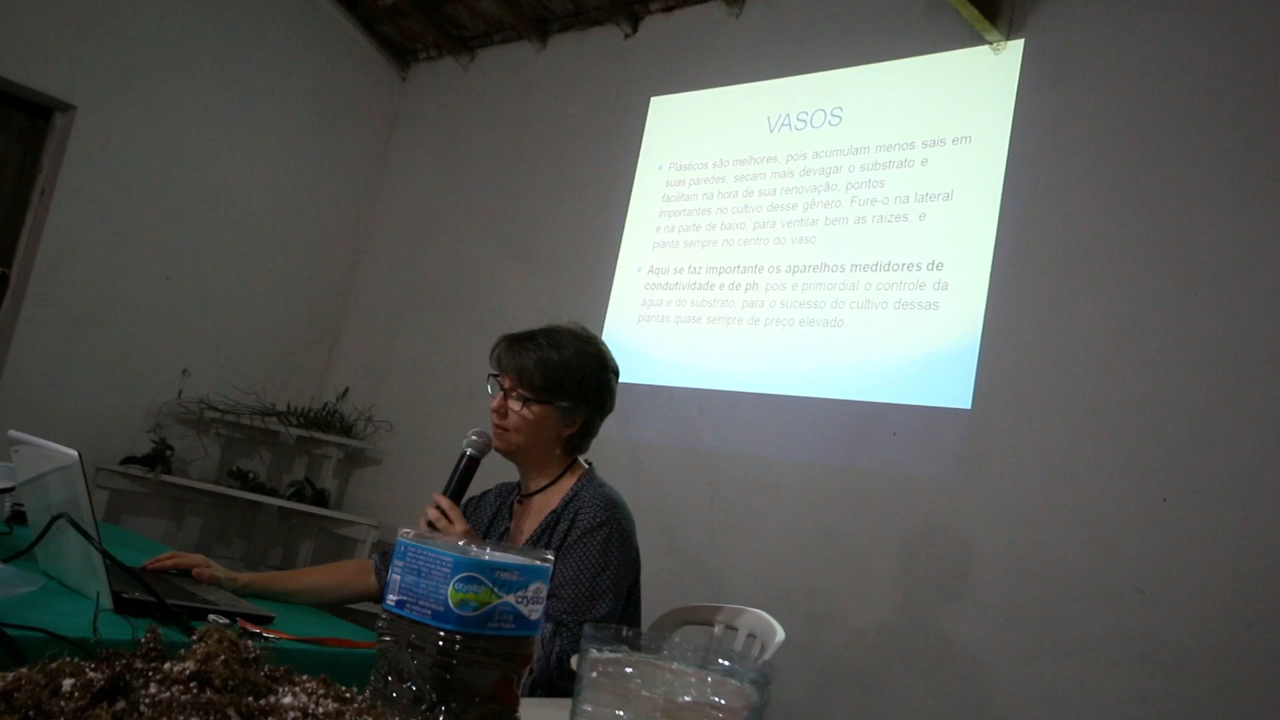 VASOS
Plásticos são melhores, pois acumulam menos sais em
suas paredes, secam mais devagar o substrato e
facilitam na hora de sua renovação, pontos
importantes no cultivo desse gênero. Fure-o na lateral
e na parte de baixo, para ventilar bem as raízes, e
planta sempre no centro do vaso
Aqui se faz importante os aparelhos medidores de
condutividade e de ph, pois é primordial o controle da
água e do substrato, para o sucesso do cultivo dessas
plantas quase sempre de preço elevado.
crystal
crystal